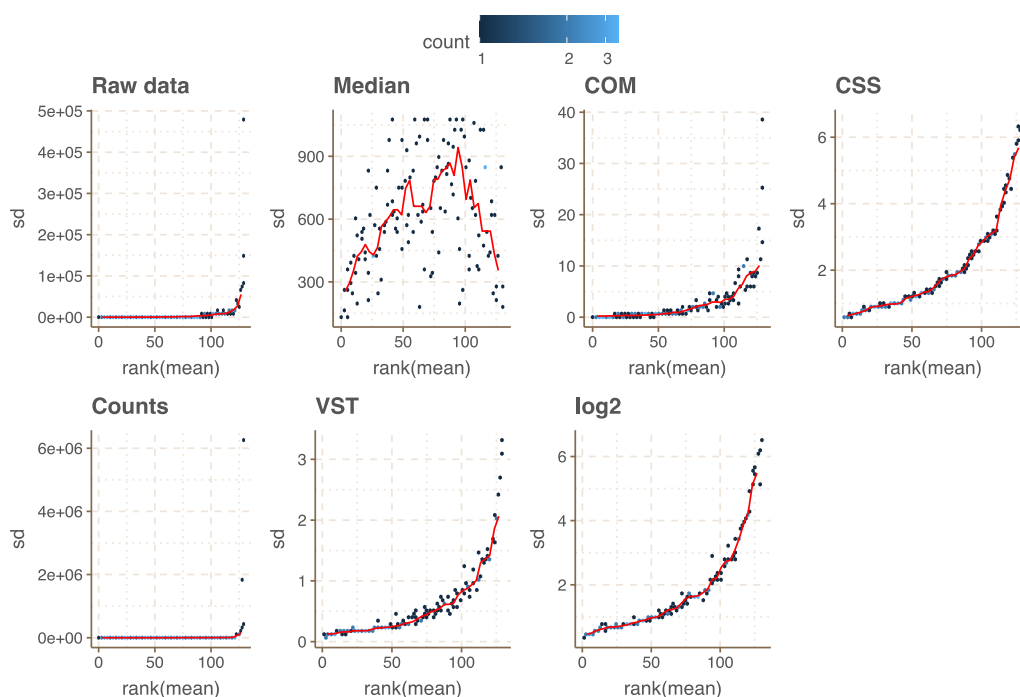 count
1 2 3
Raw data Median COM CSS
5e+05
4e+05
3e+05
2e+05
1e+05
0e+00
sd
0 50 100
rank(mean)
900
600
300
sd
0 50 100
rank(mean)
40
30
20
10
0
sd
0 50 100
rank(mean)
6
4
2
sd
0 50 100
rank(mean)
Counts VST log2
6e+06
4e+06
2e+06
0e+00
sd
0 50 100
rank(mean)
3
2
1
0
sd
0 50 100
rank(mean)
6
4
2
sd
0 50 100
rank(mean)